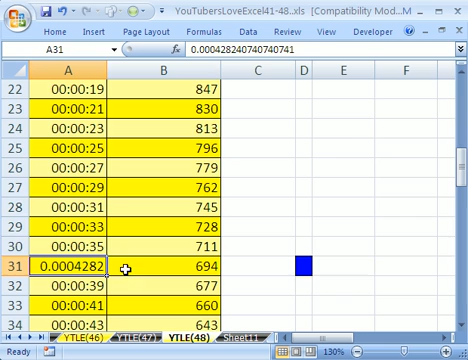 YouTubersLoveExcel41-48...xls [Compatibility Mod...
Home Insert Page Layout Formulas Data Review View Developer
A31 fx 0.000428240740740741
A B C D E F
22 00:00:19 847
23 00:00:21 830
24 00:00:23 813
25 00:00:25 796
26 00:00:27 779
27 00:00:29 762
28 00:00:31 745
29 00:00:33 728
30 00:00:35 711
31 0.0004282 694
32 00:00:39 677
33 00:00:41 660
34 00:00:43 643
YTLE(46) YTLE(47) YTLE(48) Sheet11
Ready 130%